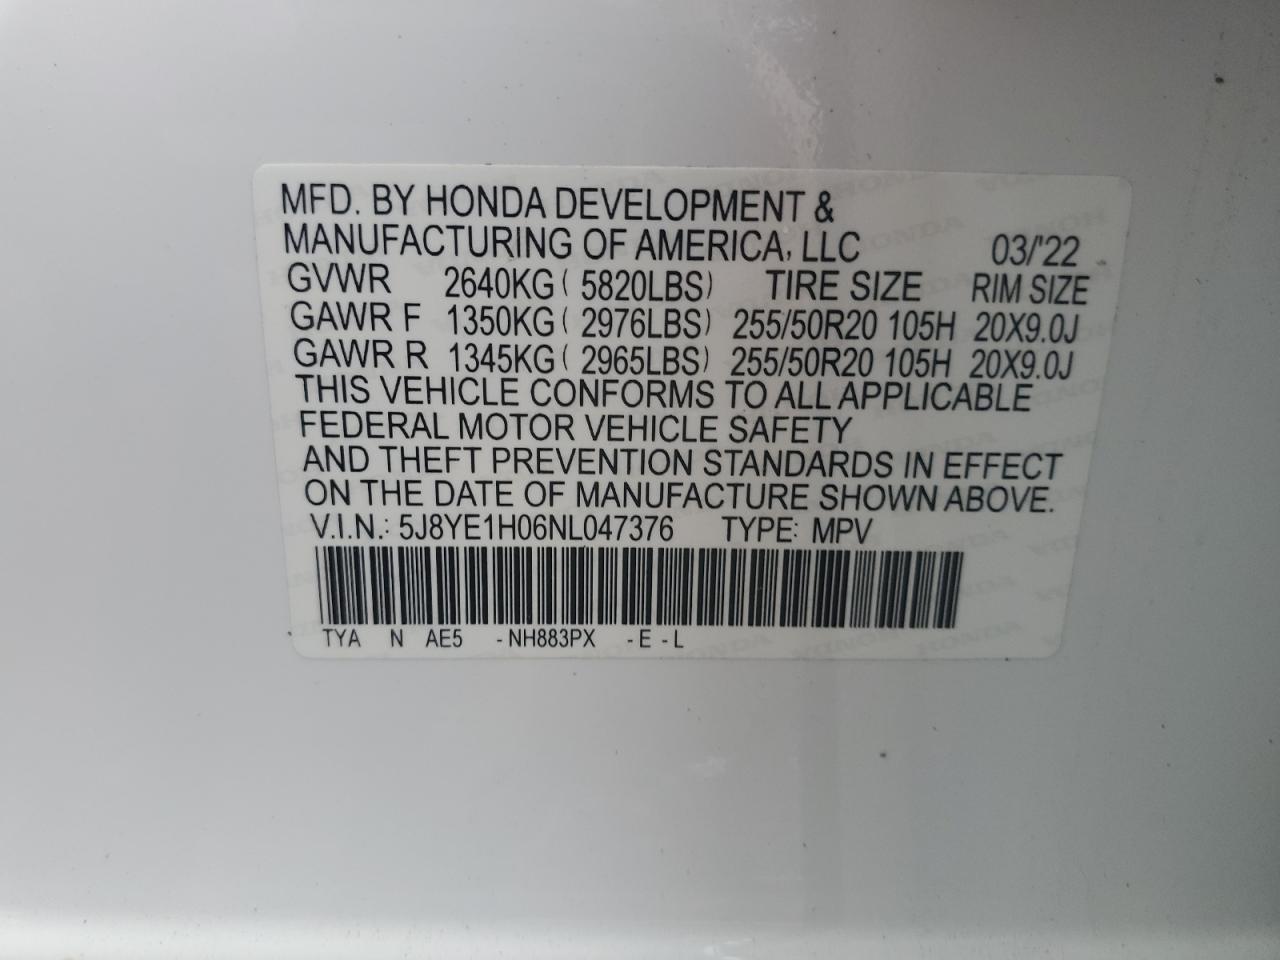 MFD. BY HONDA DEVELOPMENT &
MANUFACTURING OF AMERICA, LLC 03/'22
GVWR 2640KG ( 5820LBS) TIRE SIZE RIM SIZE
GAWR F 1350KG ( 2976LBS) 255/50R20 105H 20X9.0J
GAWR R 1345KG ( 2965LBS) 255/50R20 105H 20X9.0J
THIS VEHICLE CONFORMS TO ALL APPLICABLE
FEDERAL MOTOR VEHICLE SAFETY
AND THEFT PREVENTION STANDARDS IN EFFECT
ON THE DATE OF MANUFACTURE SHOWN ABOVE.
V.I.N.: 5J8YE1H06NL047376 TYPE: MPV
TYA N AE5 -NH883PX -E -L